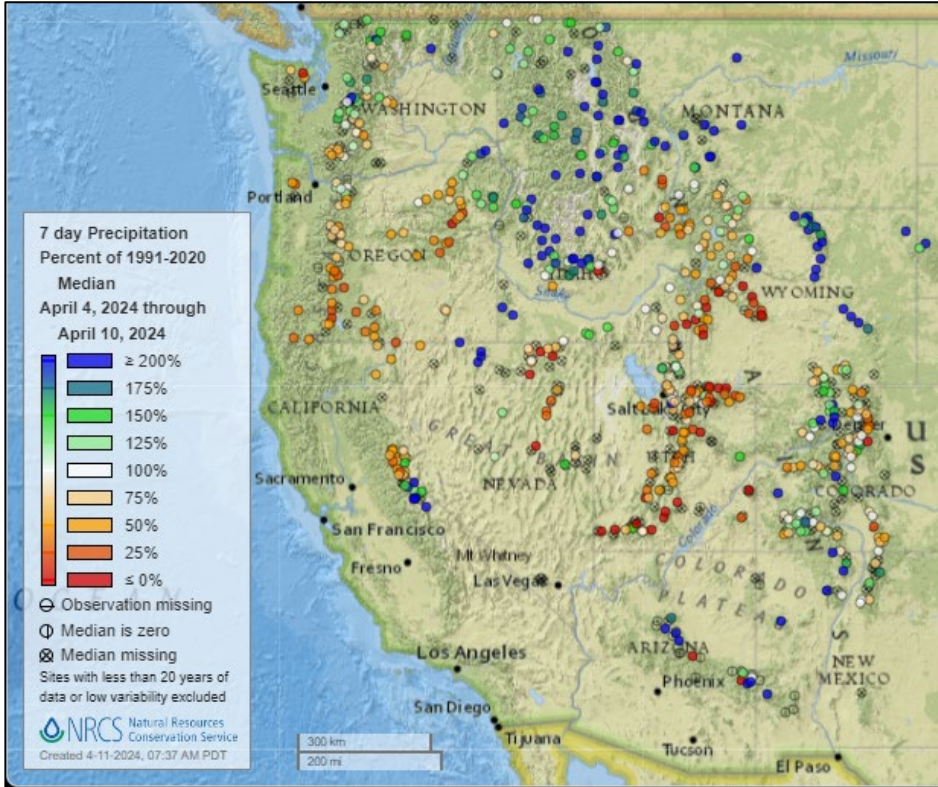 Missouri
Seattle
WASHINGTON
MONTANA
Portland
7 day Precipitation
Percent of 1991-2020
Median
April 4, 2024 through
April 10, 2024
≥ 200%
175%
150%
125%
100%
75%
50%
25%
≤ 0%
Observation missing
Median is zero
Median missing
Sites with less than 20 years of
data or low variability excluded
NRCS Natural Resources
Conservation Service
Created 4-11-2024, 07:37 AM PDT
OREGON
IDAHO
Snake
WYOMING
CALIFORNIA
Salt Lake City
GREAT BASIN
UTAH
Denver
US
NEVADA
COLORADO
Sacramento
San Francisco
Colorado
Mt Whitney
Fresno
Las Vegas
COLORADO
PLATEAU
OCEAN
Los Angeles
ARIZONA
NEW
MEXICO
Phoenix
San Diego
Tijuana
Tucson
El Paso
300 km
200 mi